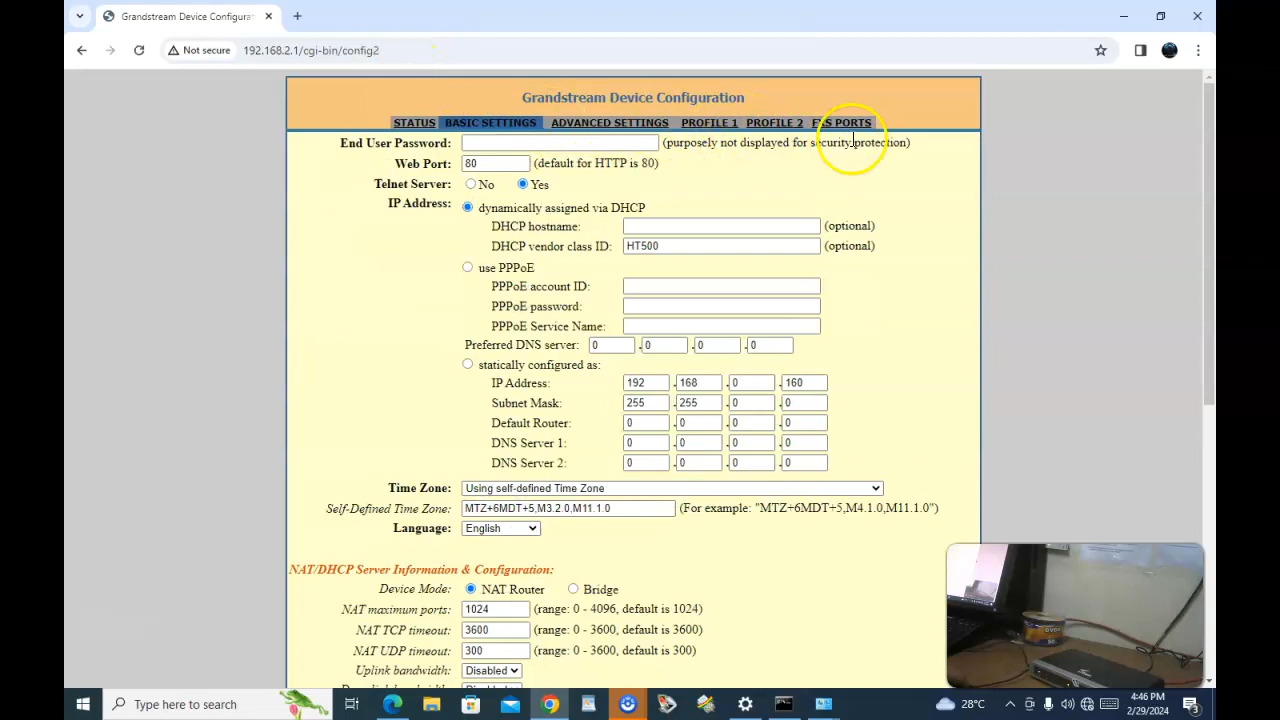 Grandstream Device Configura
Not secure 192.168.2.1/cgi-bin/config2
Grandstream Device Configuration
STATUS BASIC SETTINGS ADVANCED SETTINGS PROFILE 1 PROFILE 2 FXS PORTS
End User Password: (purposely not displayed for security protection)
Web Port: 80 (default for HTTP is 80)
Telnet Server: No Yes
IP Address: dynamically assigned via DHCP
DHCP hostname: (optional)
DHCP vendor class ID: HT500 (optional)
use PPPoE
PPPoE account ID:
PPPoE password:
PPPoE Service Name:
Preferred DNS server: 0 .0 .0 .0
statically configured as:
IP Address: 192 .168 .0 .160
Subnet Mask: 255 .255 .0 .0
Default Router: 0 .0 .0 .0
DNS Server 1: 0 .0 .0 .0
DNS Server 2: 0 .0 .0 .0
Time Zone: Using self-defined Time Zone
Self-Defined Time Zone: MTZ+6MDT+5,M3.2.0,M11.1.0 (For example: "MTZ+6MDT+5,M4.1.0,M11.1.0")
Language: English
NAT/DHCP Server Information & Configuration:
Device Mode: NAT Router Bridge
NAT maximum ports: 1024 (range: 0 - 4096, default is 1024)
NAT TCP timeout: 3600 (range: 0 - 3600, default is 3600)
NAT UDP timeout: 300 (range: 0 - 3600, default is 300)
Uplink bandwidth: Disabled
DVD
Type here to search
28°C
4:46 PM
2/29/2024